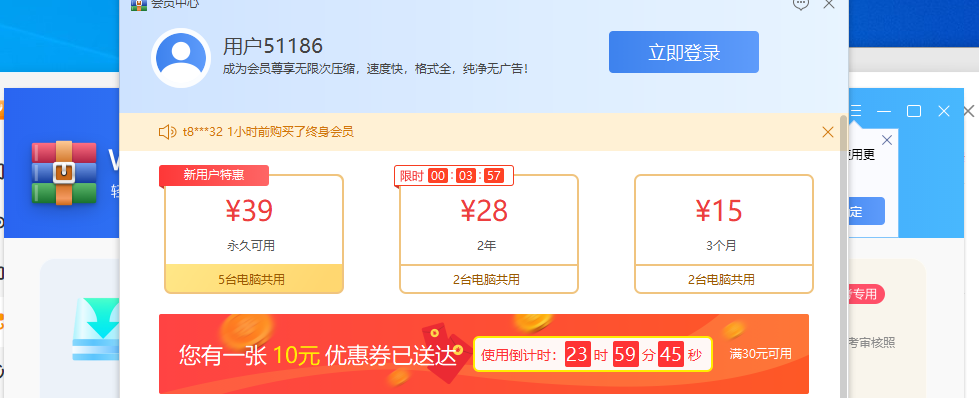 会员中心
用户51186
成为会员尊享无限次压缩，速度快，格式全，纯净无广告！
立即登录
t8***32 1小时前购买了终身会员
新用户特惠
¥39
永久可用
5台电脑共用
限时 00 : 03 : 57
¥28
2年
2台电脑共用
¥15
3个月
2台电脑共用
您有一张 10元 优惠券已送达
使用倒计时： 23 时 59 分 45 秒
满30元可用
使用更
定
专用
考审核照